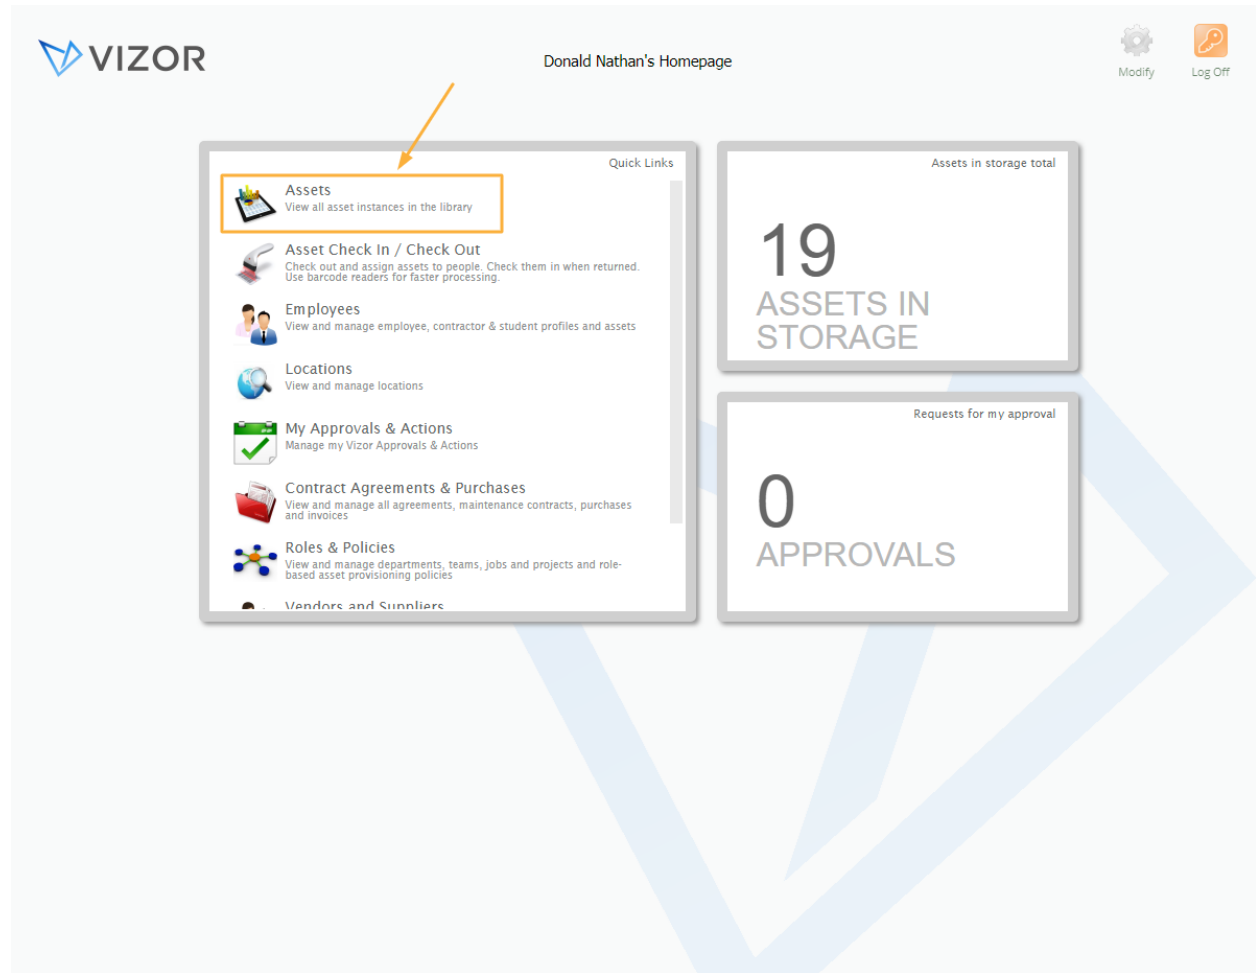 VIZOR
Donald Nathan's Homepage
Modify
Log Off
Quick Links
Assets
View all asset instances in the library
Asset Check In / Check Out
Check out and assign assets to people. Check them in when returned.
Use barcode readers for faster processing.
Employees
View and manage employee, contractor & student profiles and assets
Locations
View and manage locations
My Approvals & Actions
Manage my Vizor Approvals & Actions
Contract Agreements & Purchases
View and manage all agreements, maintenance contracts, purchases
and invoices
Roles & Policies
View and manage departments, teams, jobs and projects and role-
based asset provisioning policies
Vendors and Suppliers
Assets in storage total
19
ASSETS IN
STORAGE
Requests for my approval
0
APPROVALS